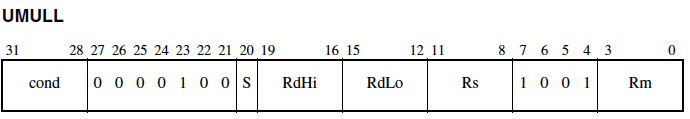 UMULL
31 28 27 26 25 24 23 22 21 20 19 16 15 12 11 8 7 6 5 4 3 0
cond 0 0 0 0 1 0 0 S RdHi RdLo Rs 1 0 0 1 Rm